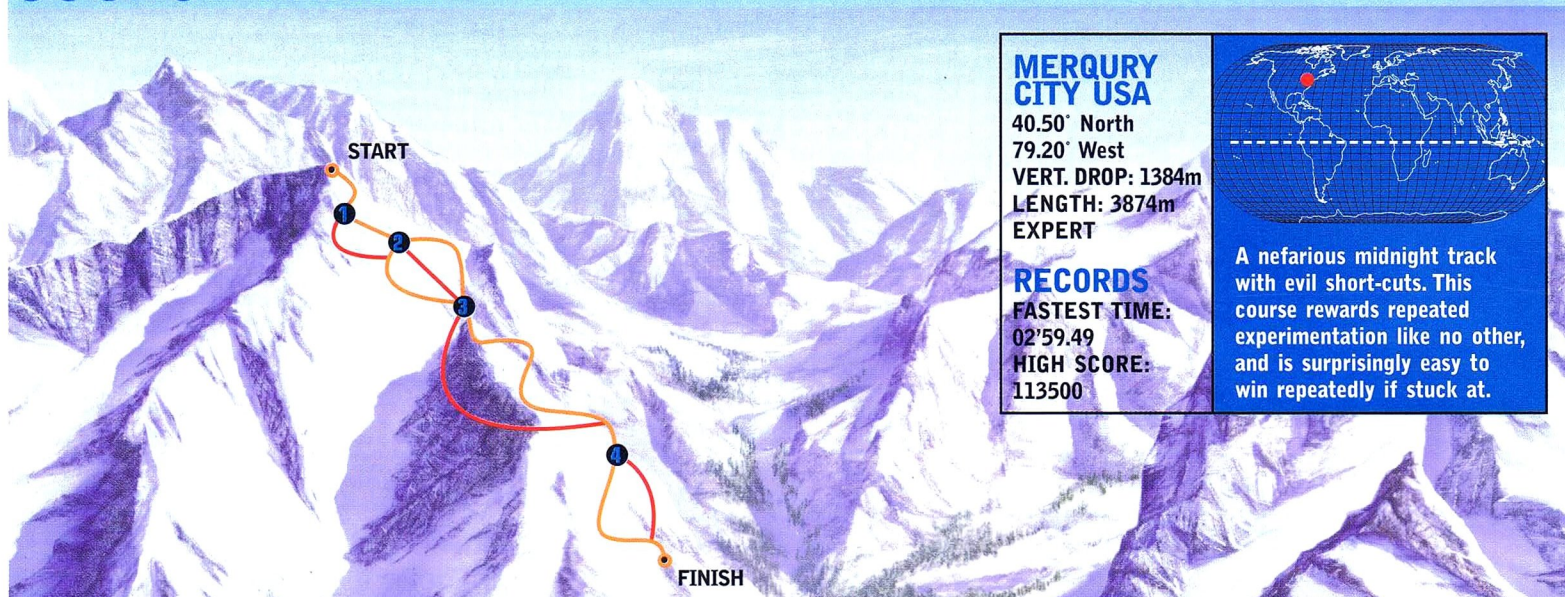 START
1
2
3
4
FINISH
MERQURY
CITY USA
40.50° North
79.20° West
VERT. DROP: 1384m
LENGTH: 3874m
EXPERT
RECORDS
FASTEST TIME:
02'59.49
HIGH SCORE:
113500
A nefarious midnight track
with evil short-cuts. This
course rewards repeated
experimentation like no other,
and is surprisingly easy to
win repeatedly if stuck at.